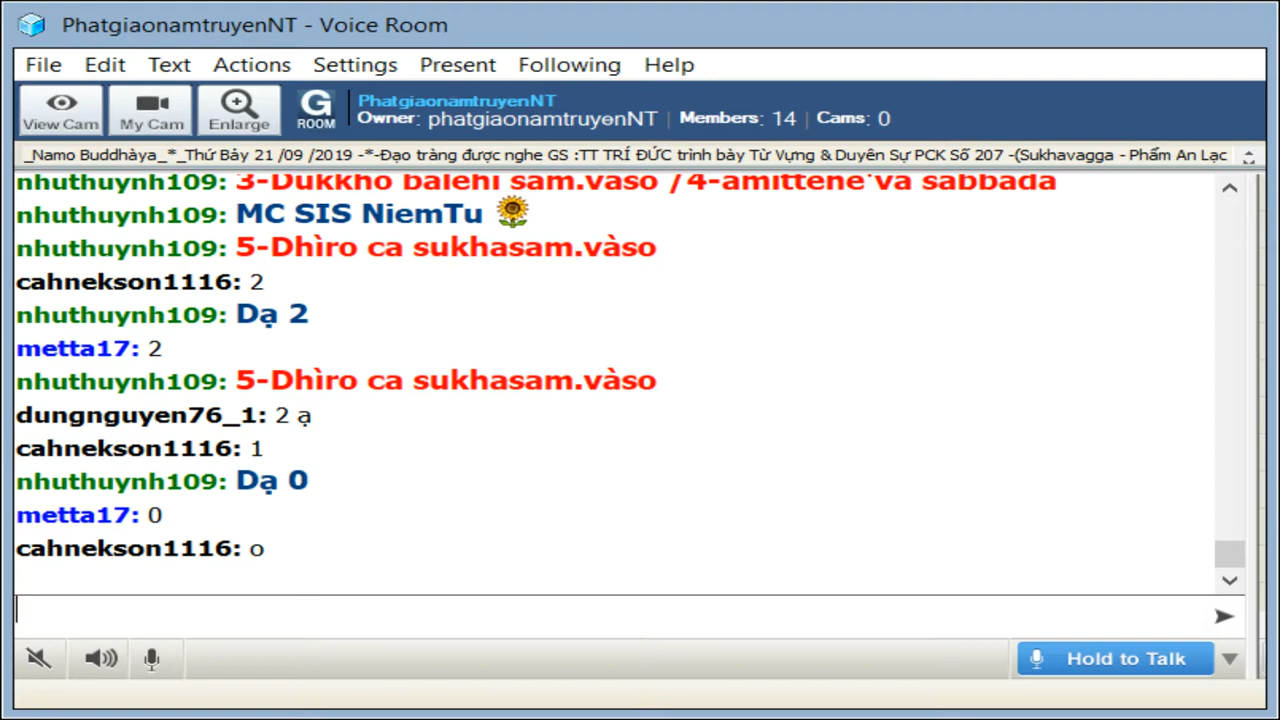 PhatgiaonamtruyenNT - Voice Room
File Edit Text Actions Settings Present Following Help
View Cam My Cam Enlarge G ROOM
PhatgiaonamtruyenNT
Owner: phatgiaonamtruyenNT Members: 14 Cams: 0
_Namo Buddhàya_*_Thứ Bảy 21 /09 /2019 -*-Đạo tràng được nghe GS :TT TRÍ ĐỨC trình bày Từ Vựng & Duyên Sự PCK Số 207 -(Sukhavagga - Phẩm An Lạc
nhuthuynh109: 3-Dukkho balehi sam.vaso /4-amittene'va sabbada
nhuthuynh109: MC SIS NiemTu 🌻
nhuthuynh109: 5-Dhìro ca sukhasam.vàso
cahnekson1116: 2
nhuthuynh109: Dạ 2
metta17: 2
nhuthuynh109: 5-Dhìro ca sukhasam.vàso
dungnguyen76_1: 2 ạ
cahnekson1116: 1
nhuthuynh109: Dạ 0
metta17: 0
cahnekson1116: o
Hold to Talk